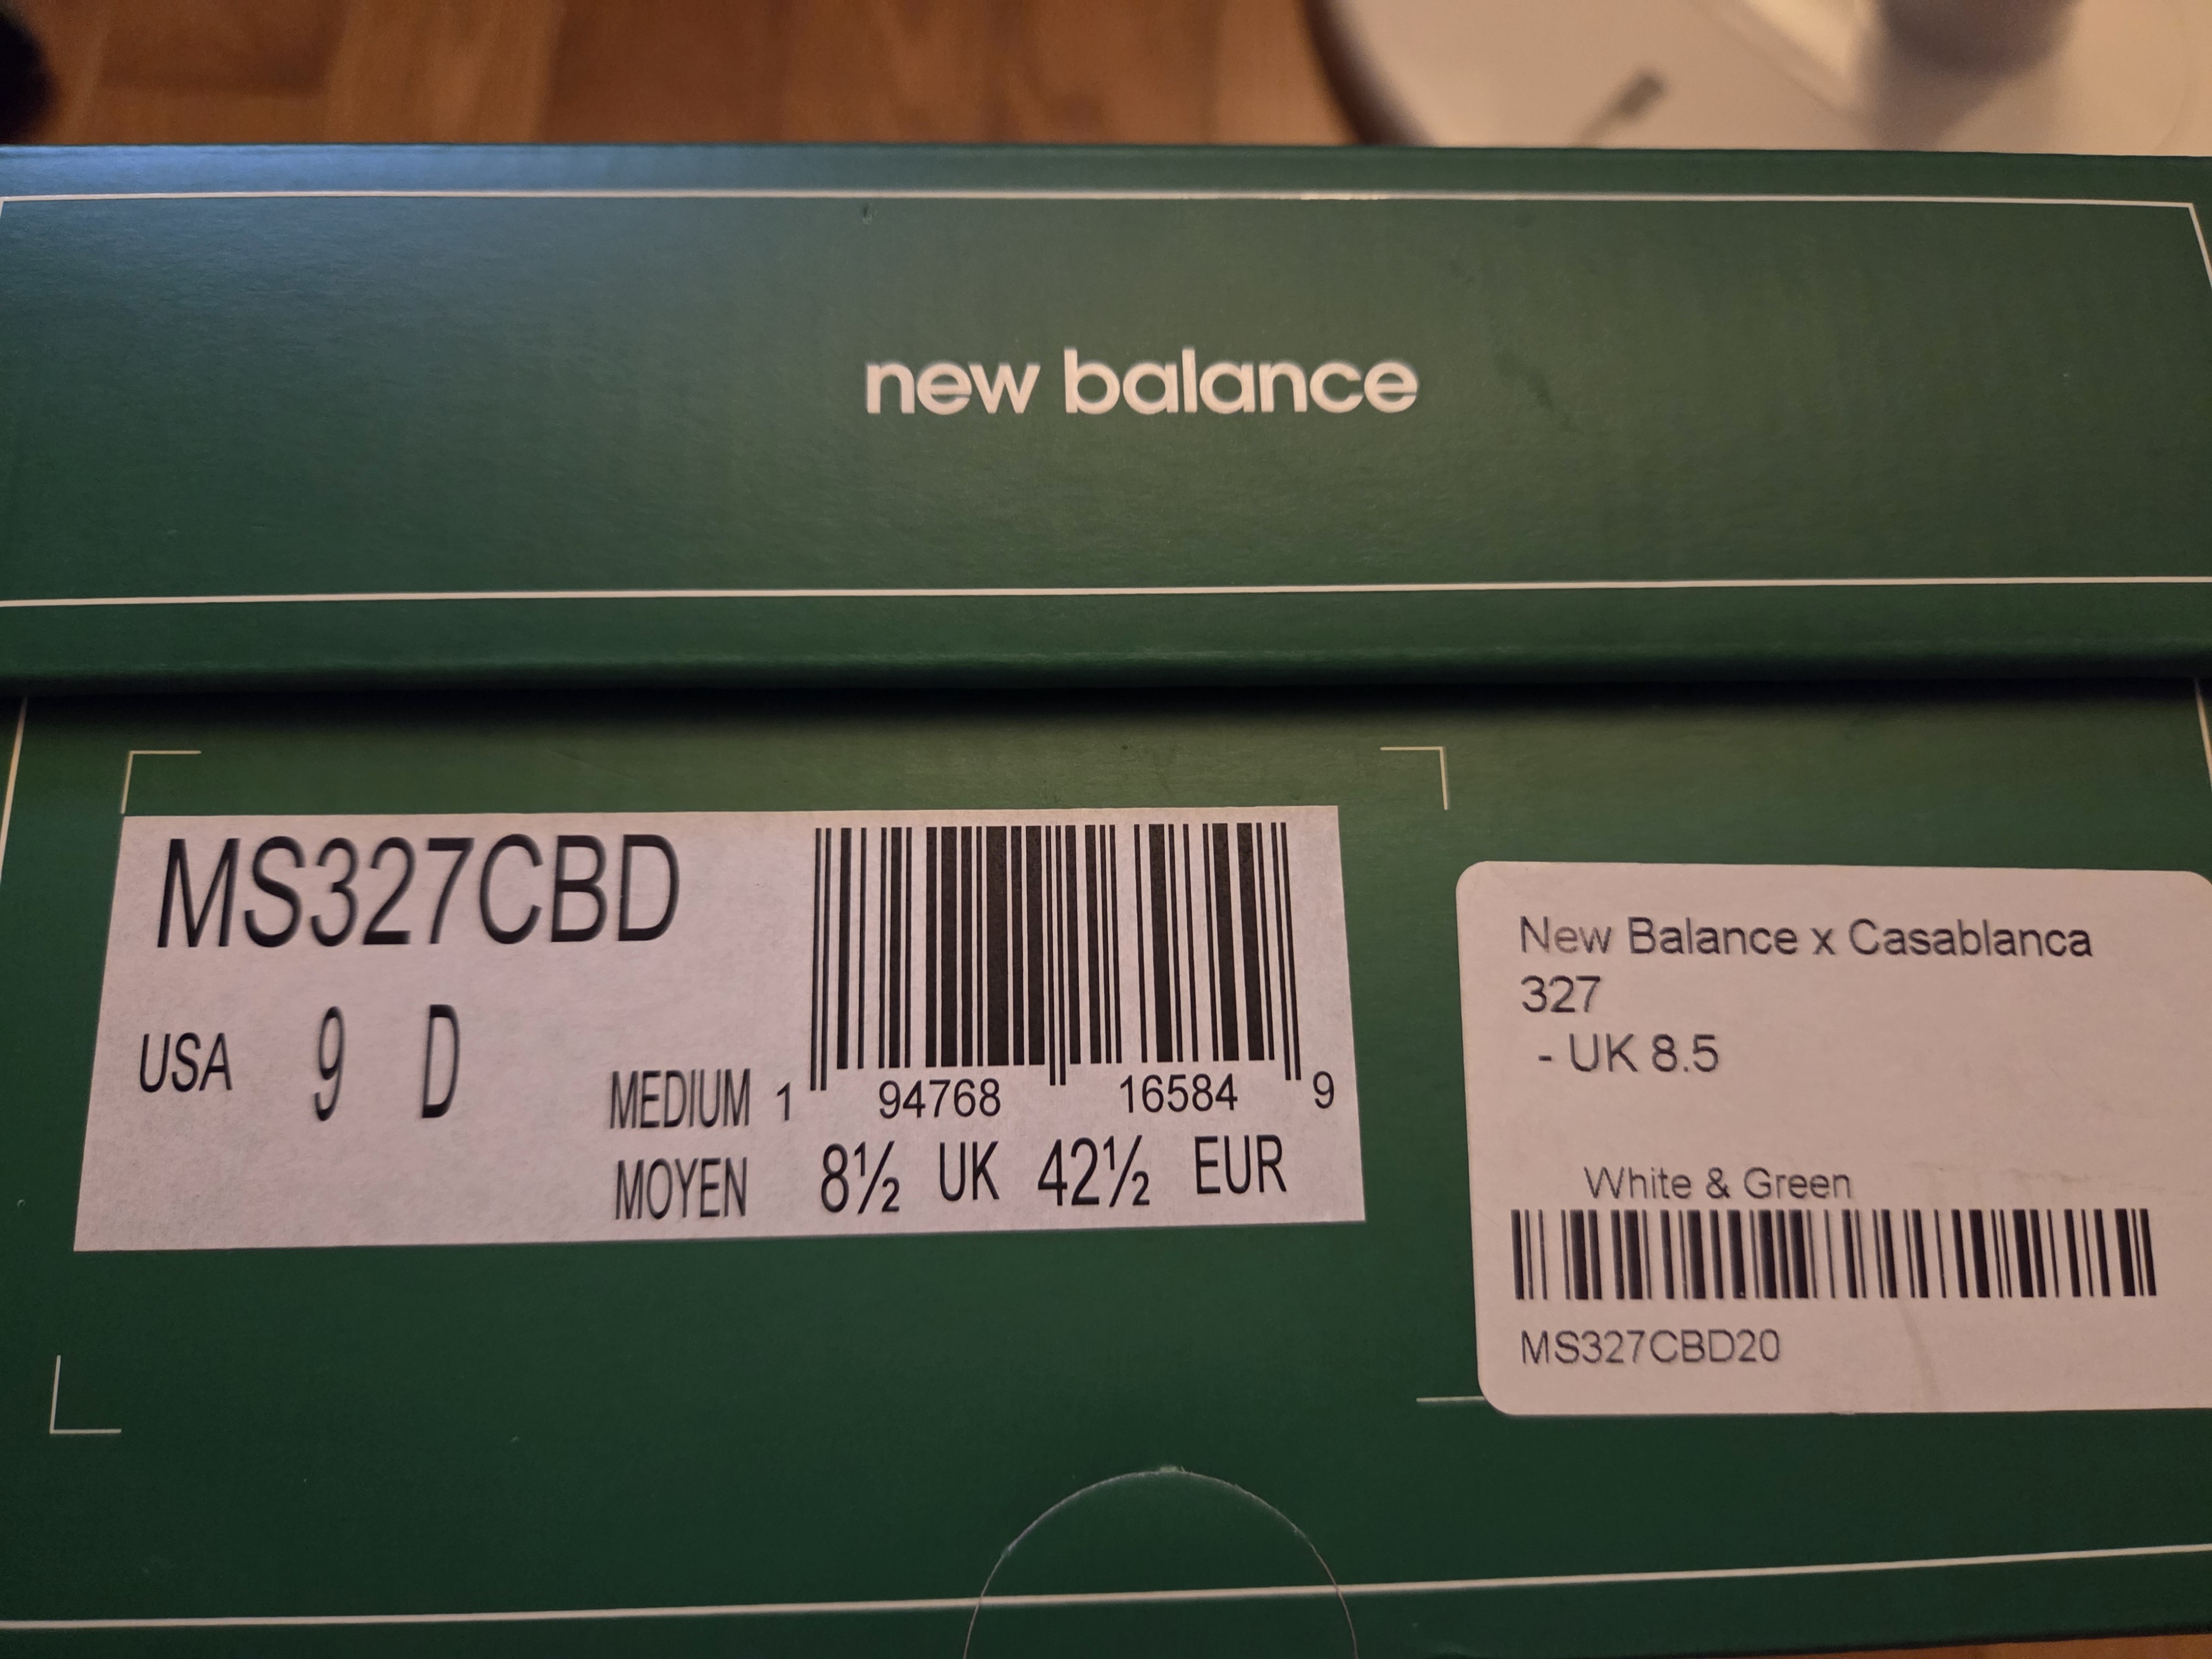 new balance
MS327CBD
USA 9 D
MEDIUM
MOYEN
1 94768 16584 9
8½ UK 42½ EUR
New Balance x Casablanca
327
- UK 8.5
White & Green
MS327CBD20